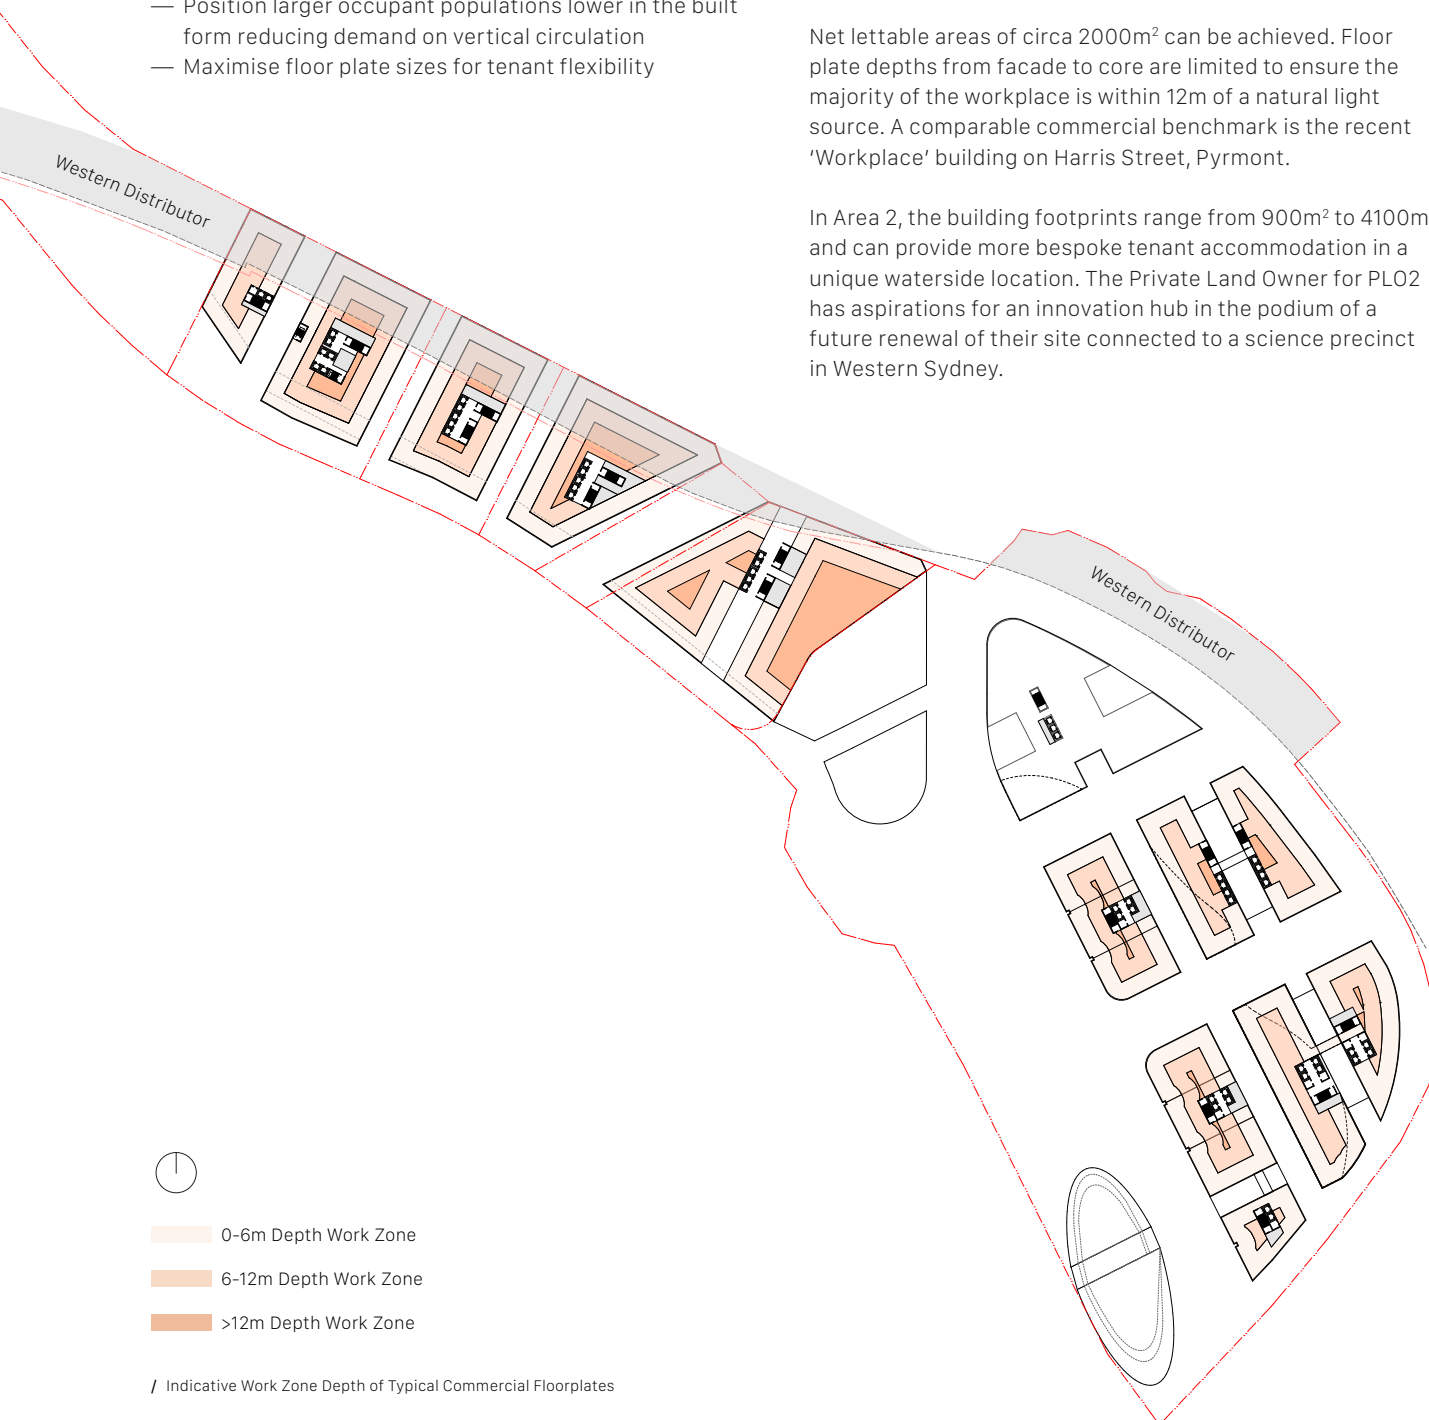 — Position larger occupant populations lower in the built
form reducing demand on vertical circulation
— Maximise floor plate sizes for tenant flexibility
Net lettable areas of circa 2000m² can be achieved. Floor
plate depths from facade to core are limited to ensure the
majority of the workplace is within 12m of a natural light
source. A comparable commercial benchmark is the recent
‘Workplace’ building on Harris Street, Pyrmont.
In Area 2, the building footprints range from 900m² to 4100m
and can provide more bespoke tenant accommodation in a
unique waterside location. The Private Land Owner for PLO2
has aspirations for an innovation hub in the podium of a
future renewal of their site connected to a science precinct
in Western Sydney.
Western Distributor
Western Distributor
0-6m Depth Work Zone
6-12m Depth Work Zone
>12m Depth Work Zone
/ Indicative Work Zone Depth of Typical Commercial Floorplates